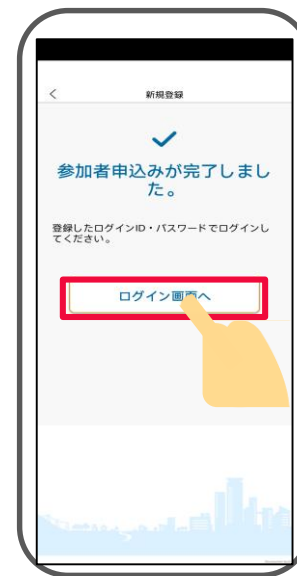 新規登録
参加者申込みが完了しまし
た。
登録したログインID・パスワードでログインし
てください。
ログイン画面へ